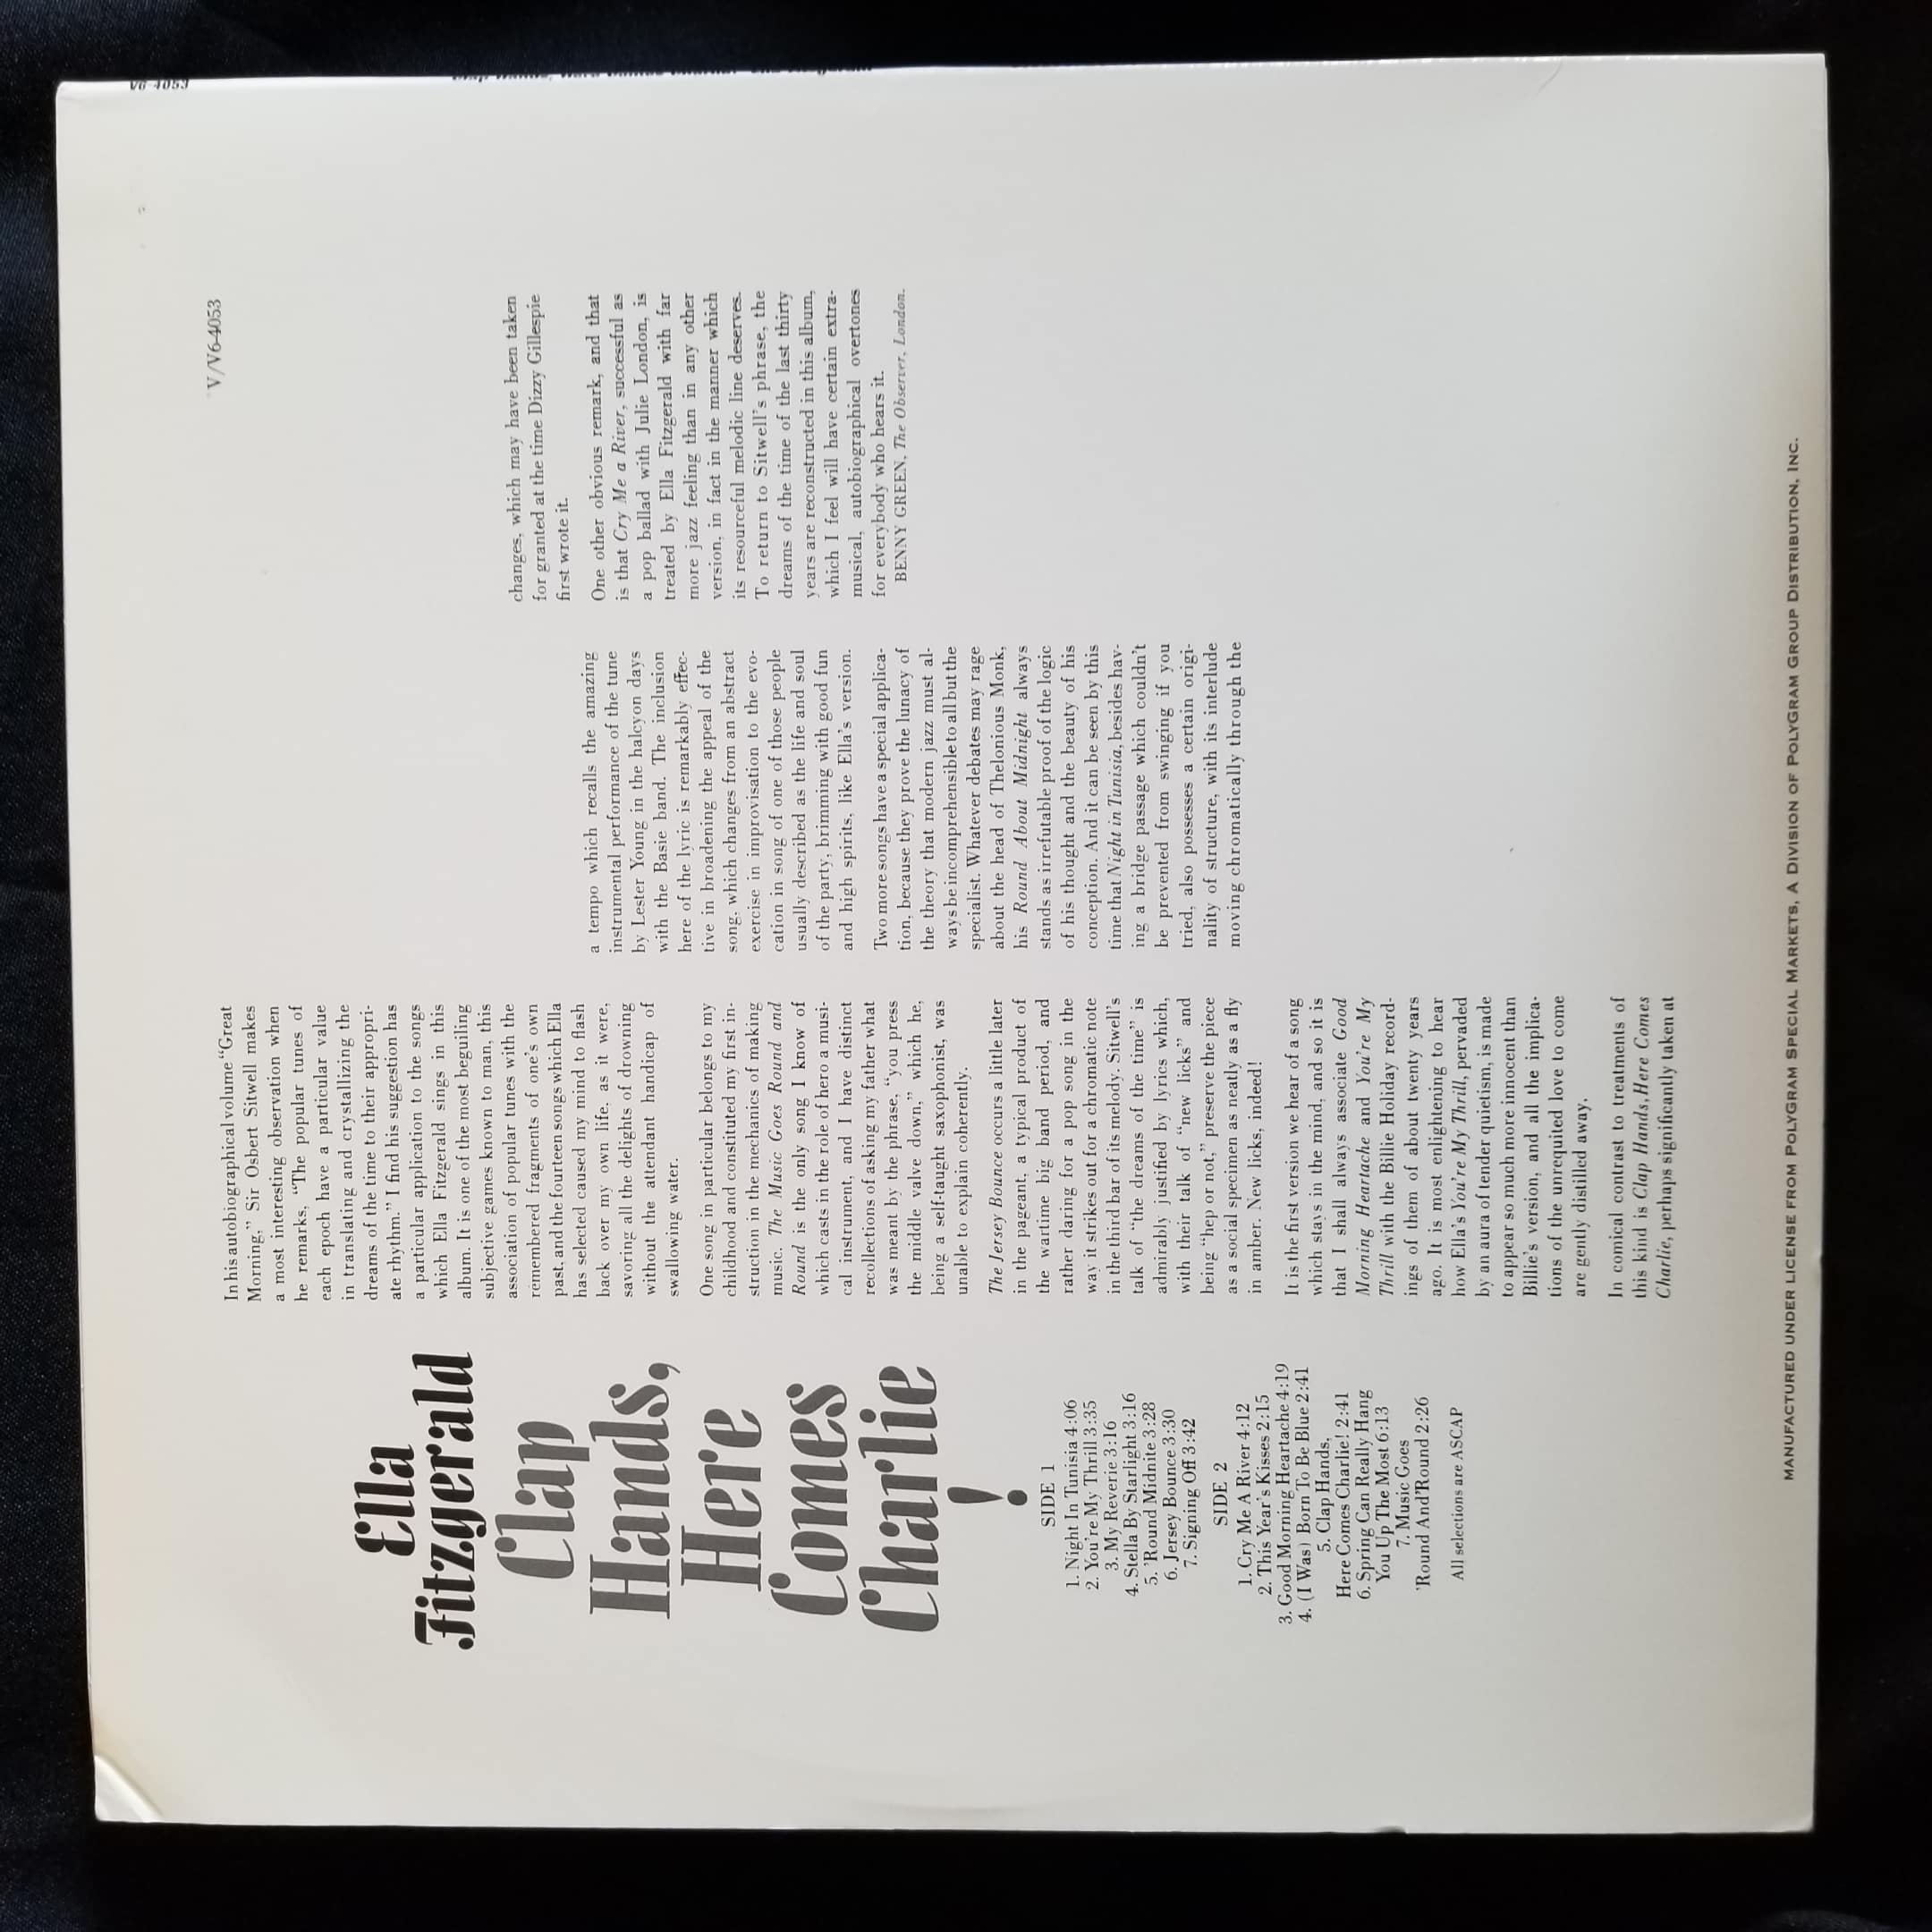 V/V6-4053
Ella
Fitzgerald
Clap
Hands,
Here
Comes
Charlie
!
SIDE 1
1. Night In Tunisia 4:06
2. You're My Thrill 3:35
3. My Reverie 3:16
4. Stella By Starlight 3:16
5. 'Round Midnite 3:28
6. Jersey Bounce 3:30
7. Signing Off 3:42
SIDE 2
1. Cry Me A River 4:12
2. This Year's Kisses 2:15
3. Good Morning Heartache 4:19
4. (I Was) Born To Be Blue 2:41
5. Clap Hands,
Here Comes Charlie! 2:41
6. Spring Can Really Hang
You Up The Most 6:13
7. Music Goes
'Round And 'Round 2:26
All selections are ASCAP
In his autobiographical volume “Great
Morning,” Sir Osbert Sitwell makes
a most interesting observation when
he remarks, “The popular tunes of
each epoch have a particular value
in translating and crystallizing the
dreams of the time to their appropri-
ate rhythm.” I find his suggestion has
a particular application to the songs
which Ella Fitzgerald sings in this
album. It is one of the most beguiling
subjective games known to man, this
association of popular tunes with the
remembered fragments of one's own
past, and the fourteen songs which Ella
has selected caused my mind to flash
back over my own life, as it were,
savoring all the delights of drowning
without the attendant handicap of
swallowing water.
One song in particular belongs to my
childhood and constituted my first in-
struction in the mechanics of making
music. The Music Goes Round and
Round is the only song I know of
which casts in the role of hero a musi-
cal instrument, and I have distinct
recollections of asking my father what
was meant by the phrase, “you press
the middle valve down,” which he,
being a self-taught saxophonist, was
unable to explain coherently.
The Jersey Bounce occurs a little later
in the pageant, a typical product of
the wartime big band period, and
rather daring for a pop song in the
way it strikes out for a chromatic note
in the third bar of its melody. Sitwell's
talk of “the dreams of the time” is
admirably justified by lyrics which,
with their talk of “new licks” and
being “hep or not,” preserve the piece
as a social specimen as neatly as a fly
in amber. New licks, indeed!
It is the first version we hear of a song
which stays in the mind, and so it is
that I shall always associate Good
Morning Heartache and You're My
Thrill with the Billie Holiday record-
ings of them of about twenty years
ago. It is most enlightening to hear
how Ella's You're My Thrill, pervaded
by an aura of tender quietism, is made
to appear so much more innocent than
Billie's version, and all the implica-
tions of the unrequited love to come
are gently distilled away.
In comical contrast to treatments of
this kind is Clap Hands, Here Comes
Charlie, perhaps significantly taken at
a tempo which recalls the amazing
instrumental performance of the tune
by Lester Young in the halcyon days
with the Basie band. The inclusion
here of the lyric is remarkably effec-
tive in broadening the appeal of the
song, which changes from an abstract
exercise in improvisation to the evo-
cation in song of one of those people
usually described as the life and soul
of the party, brimming with good fun
and high spirits, like Ella's version.
Two more songs have a special applica-
tion, because they prove the lunacy of
the theory that modern jazz must al-
ways be incomprehensible to all but the
specialist. Whatever debates may rage
about the head of Thelonious Monk,
his Round About Midnight always
stands as irrefutable proof of the logic
of his thought and the beauty of his
conception. And it can be seen by this
time that Night in Tunisia, besides hav-
ing a bridge passage which couldn't
be prevented from swinging if you
tried, also possesses a certain origi-
nality of structure, with its interlude
moving chromatically through the
changes, which may have been taken
for granted at the time Dizzy Gillespie
first wrote it.
One other obvious remark, and that
is that Cry Me a River, successful as
a pop ballad with Julie London, is
treated by Ella Fitzgerald with far
more jazz feeling than in any other
version, in fact in the manner which
its resourceful melodic line deserves.
To return to Sitwell's phrase, the
dreams of the time of the last thirty
years are reconstructed in this album,
which I feel will have certain extra-
musical, autobiographical overtones
for everybody who hears it.
BENNY GREEN, The Observer, London.
MANUFACTURED UNDER LICENSE FROM POLYGRAM SPECIAL MARKETS, A DIVISION OF POLYGRAM GROUP DISTRIBUTION, INC.
V6-4053